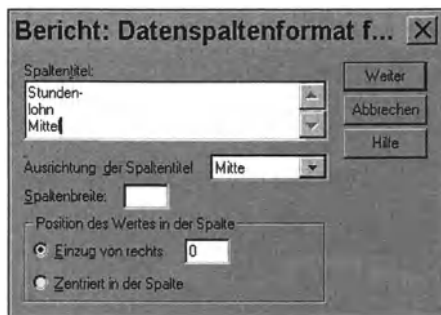 Bericht: Datenspaltenformat f...
Spaltentitel:
Stunden-
lohn
Mittel
Weiter
Abbrechen
Hilfe
Ausrichtung der Spaltentitel Mitte
Spaltenbreite:
Position des Wertes in der Spalte
Einzug von rechts 0
Zentriert in der Spalte